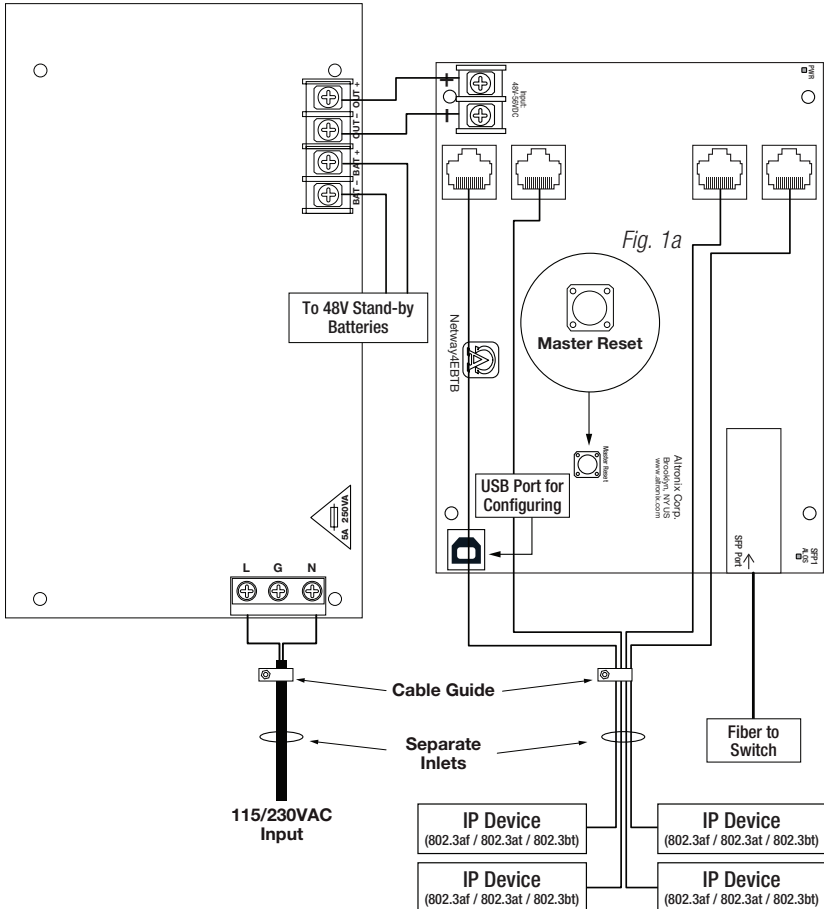 OUT +
OUT –
BAT +
BAT –
+
–
Input:
48V-56VDC
PWR
Fig. 1a
To 48V Stand-by
Batteries
Netway4EBTB
Master Reset
Master Reset
Altronix Corp.
Brooklyn, NY US
www.altronix.com
USB Port for
Configuring
SFP Port
SFP1
ALOS
5A 250VA
L G N
Cable Guide
Separate
Inlets
Fiber to
Switch
115/230VAC
Input
IP Device
(802.3af / 802.3at / 802.3bt)
IP Device
(802.3af / 802.3at / 802.3bt)
IP Device
(802.3af / 802.3at / 802.3bt)
IP Device
(802.3af / 802.3at / 802.3bt)